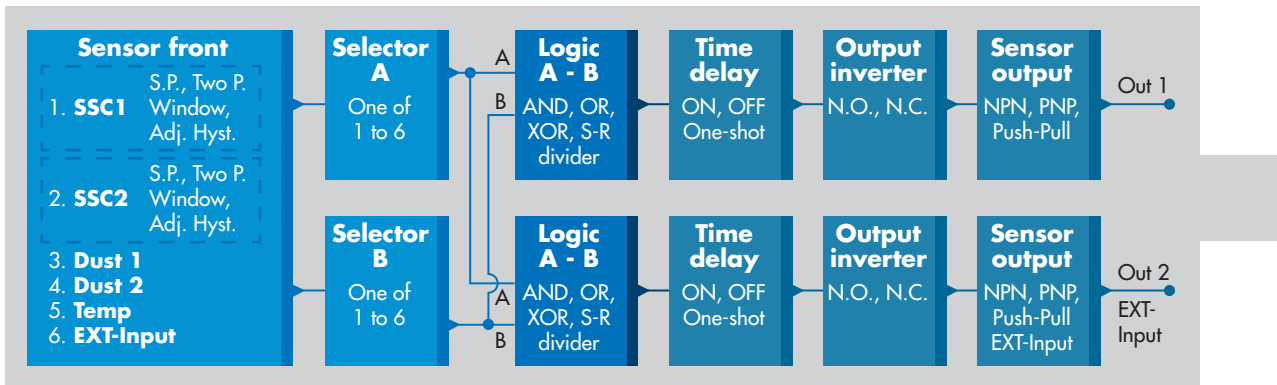 Sensor front
1. SSC1
S.P., Two P.
Window,
Adj. Hyst.
2. SSC2
S.P., Two P.
Window,
Adj. Hyst.
3. Dust 1
4. Dust 2
5. Temp
6. EXT-Input
Selector
A
One of
1 to 6
A
B
Logic
A - B
AND, OR,
XOR, S-R
divider
Time
delay
ON, OFF
One-shot
Output
inverter
N.O., N.C.
Sensor
output
NPN, PNP,
Push-Pull
Out 1
Selector
B
One of
1 to 6
A
B
Logic
A - B
AND, OR,
XOR, S-R
divider
Time
delay
ON, OFF
One-shot
Output
inverter
N.O., N.C.
Sensor
output
NPN, PNP,
Push-Pull
EXT-Input
Out 2
EXT-
Input